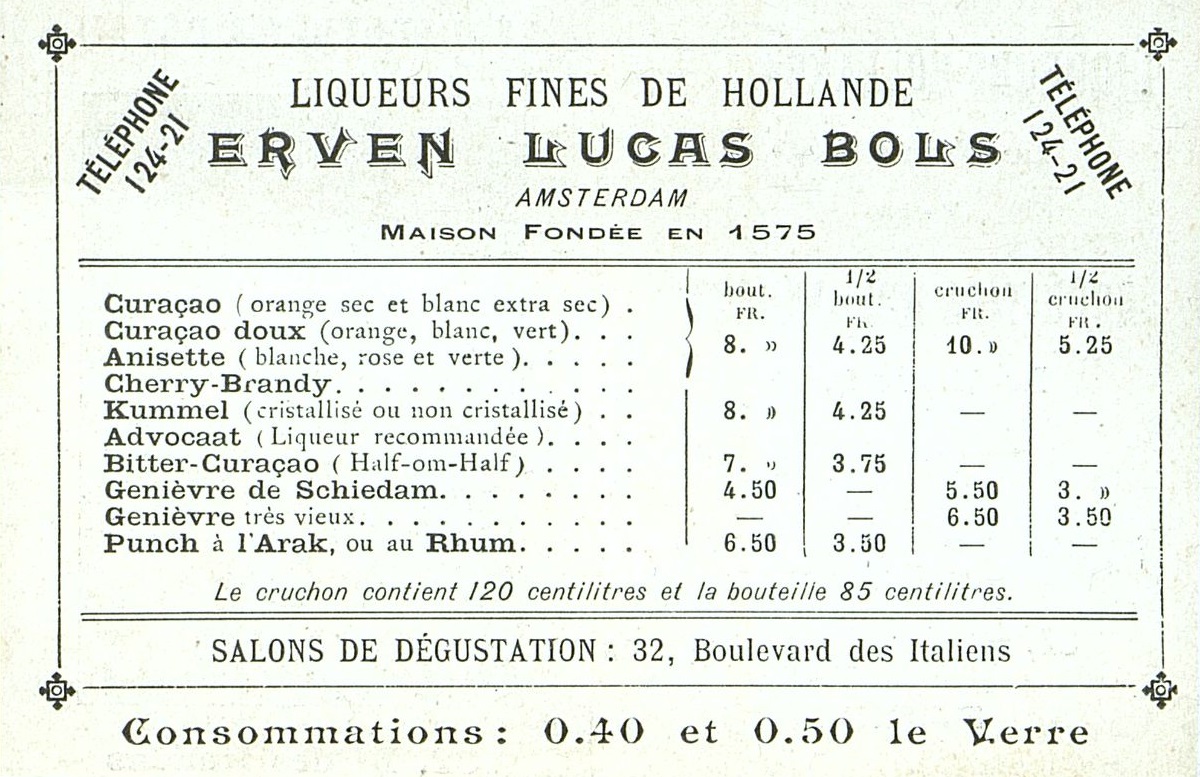 TÉLÉPHONE
124-21
LIQUEURS FINES DE HOLLANDE
TÉLÉPHONE
124-21
ERVEN LUCAS BOLS
AMSTERDAM
MAISON FONDÉE EN 1575
bout. FR. 1/2 bout. FR. cruchon FR. 1/2 cruchon FR.
Curaçao (orange sec et blanc extra sec) .
Curaçao doux (orange, blanc, vert). . .
Anisette (blanche, rose et verte). . . . . 8. » 4.25 10. » 5.25
Cherry-Brandy. . . . . . . . . . . .
Kummel (cristallisé ou non cristallisé) . . 8. » 4.25 — —
Advocaat (Liqueur recommandée). . . .
Bitter-Curaçao (Half-om-Half) . . . . 7. » 3.75 — —
Genièvre de Schiedam. . . . . . . . 4.50 — 5.50 3. »
Genièvre très vieux. . . . . . . . . . . — — 6.50 3.50
Punch à l'Arak, ou au Rhum. . . . . 6.50 3.50 — —
Le cruchon contient 120 centilitres et la bouteille 85 centilitres.
SALONS DE DÉGUSTATION : 32, Boulevard des Italiens
Consommations : 0.40 et 0.50 le Verre